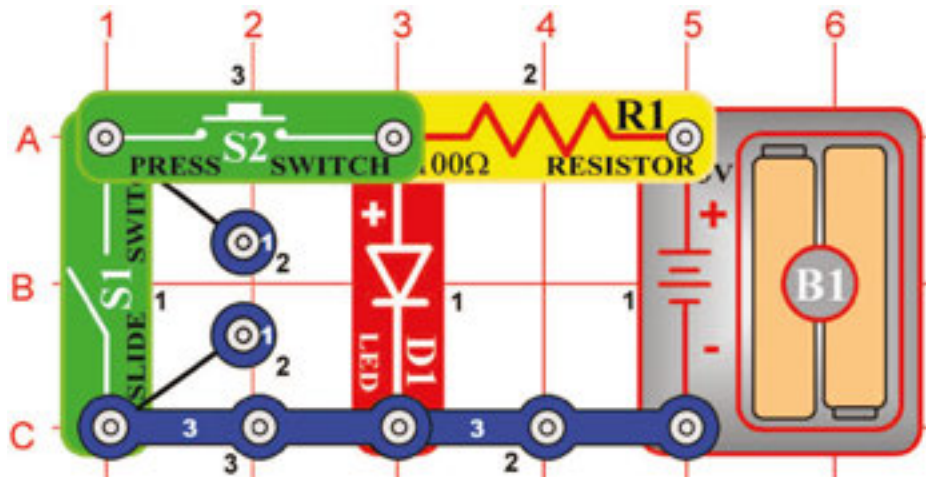 1 2 3 4 5 6
3 2
A
S2 R1
PRESS SWITCH 100Ω RESISTOR
+ +
1
2
B S1 B1
1 1 1
1
2
SLIDE LED D1 -
C 3 3
3 2